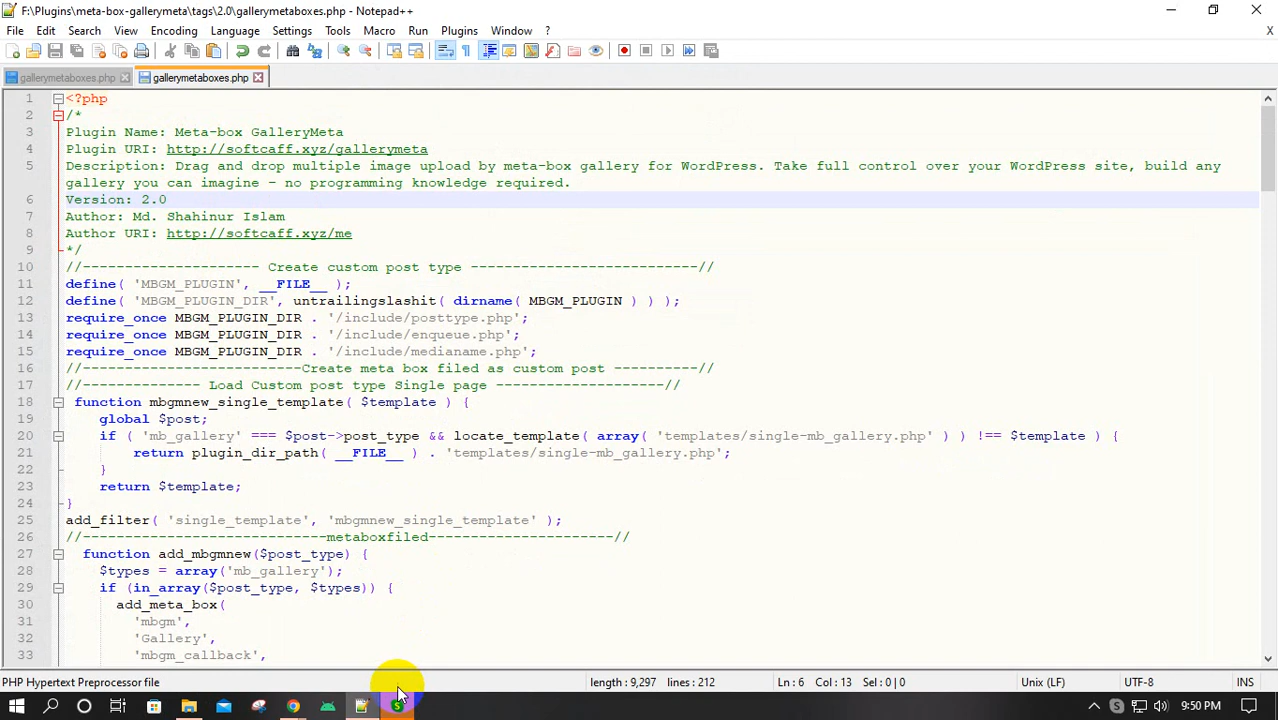 F:\Plugins\meta-box-gallerymeta\tags\2.0\gallerymetaboxes.php - Notepad++
File Edit Search View Encoding Language Settings Tools Macro Run Plugins Window ? X
gallerymetaboxes.php gallerymetaboxes.php
1 <?php
2 /*
3 Plugin Name: Meta-box GalleryMeta
4 Plugin URI: http://softcaff.xyz/gallerymeta
5 Description: Drag and drop multiple image upload by meta-box gallery for WordPress. Take full control over your WordPress site, build any
gallery you can imagine – no programming knowledge required.
6 Version: 2.0
7 Author: Md. Shahinur Islam
8 Author URI: http://softcaff.xyz/me
9 */
10 //--------------------- Create custom post type ---------------------------//
11 define( 'MBGM_PLUGIN', __FILE__ );
12 define( 'MBGM_PLUGIN_DIR', untrailingslashit( dirname( MBGM_PLUGIN ) ) );
13 require_once MBGM_PLUGIN_DIR . '/include/posttype.php';
14 require_once MBGM_PLUGIN_DIR . '/include/enqueue.php';
15 require_once MBGM_PLUGIN_DIR . '/include/medianame.php';
16 //--------------------------Create meta box filed as custom post ----------//
17 //-------------- Load Custom post type Single page --------------------//
18 function mbgmnew_single_template( $template ) {
19 global $post;
20 if ( 'mb_gallery' === $post->post_type && locate_template( array( 'templates/single-mb_gallery.php' ) ) !== $template ) {
21 return plugin_dir_path( __FILE__ ) . 'templates/single-mb_gallery.php';
22 }
23 return $template;
24 }
25 add_filter( 'single_template', 'mbgmnew_single_template' );
26 //-----------------------------metaboxfiled----------------------//
27 function add_mbgmnew($post_type) {
28 $types = array('mb_gallery');
29 if (in_array($post_type, $types)) {
30 add_meta_box(
31 'mbgm',
32 'Gallery',
33 'mbgm_callback',
PHP Hypertext Preprocessor file length : 9,297 lines : 212 Ln : 6 Col : 13 Sel : 0 | 0 Unix (LF) UTF-8 INS
9:50 PM